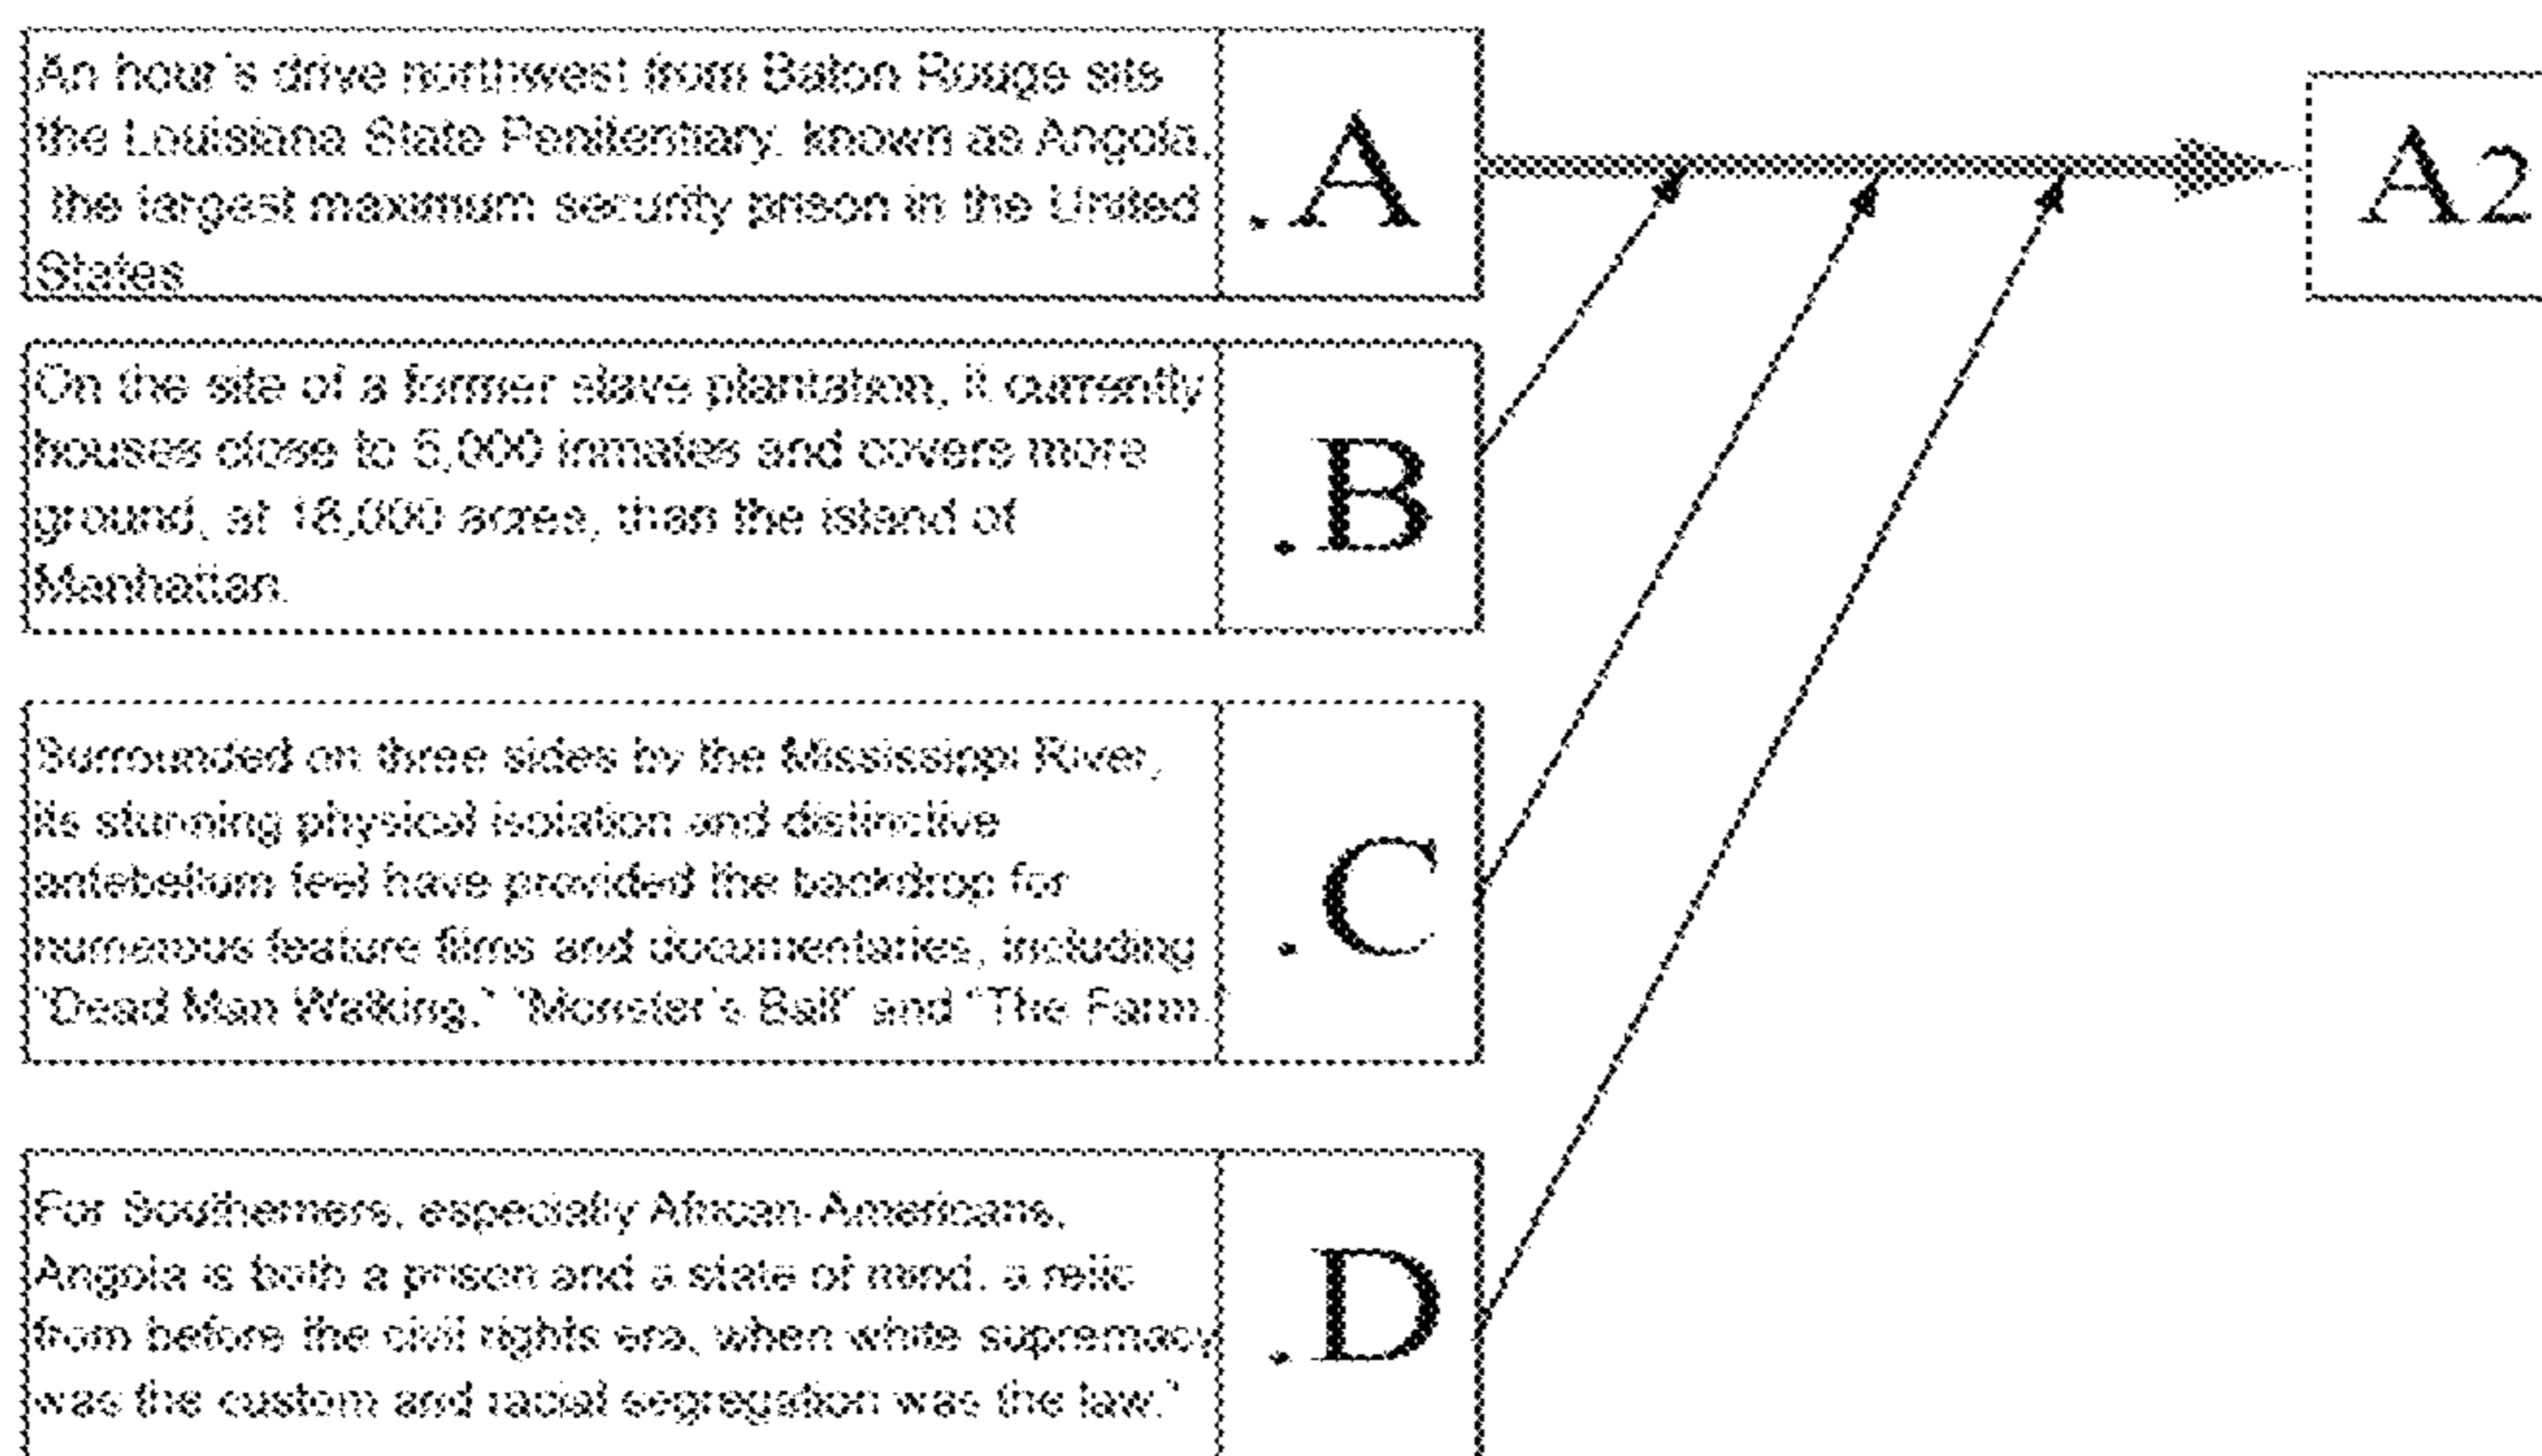 An hour's drive northwest from Baton Rouge sits
the Louisiana State Penitentiary, known as Angola,
the largest maximum security prison in the United
States
.A
A2
On the site of a former slave plantation, it currently
houses close to 5,000 inmates and covers more
ground, at 18,000 acres, than the island of
Manhattan.
.B
Surrounded on three sides by the Mississippi River,
its stunning physical isolation and distinctive
antebellum feel have provided the backdrop for
numerous feature films and documentaries, including
"Dead Man Walking," "Monster's Ball" and "The Farm.
.C
For Southerners, especially African-Americans,
Angola is both a prison and a state of mind, a relic
from before the civil rights era, when white supremacy
was the custom and racial segregation was the law."
.D